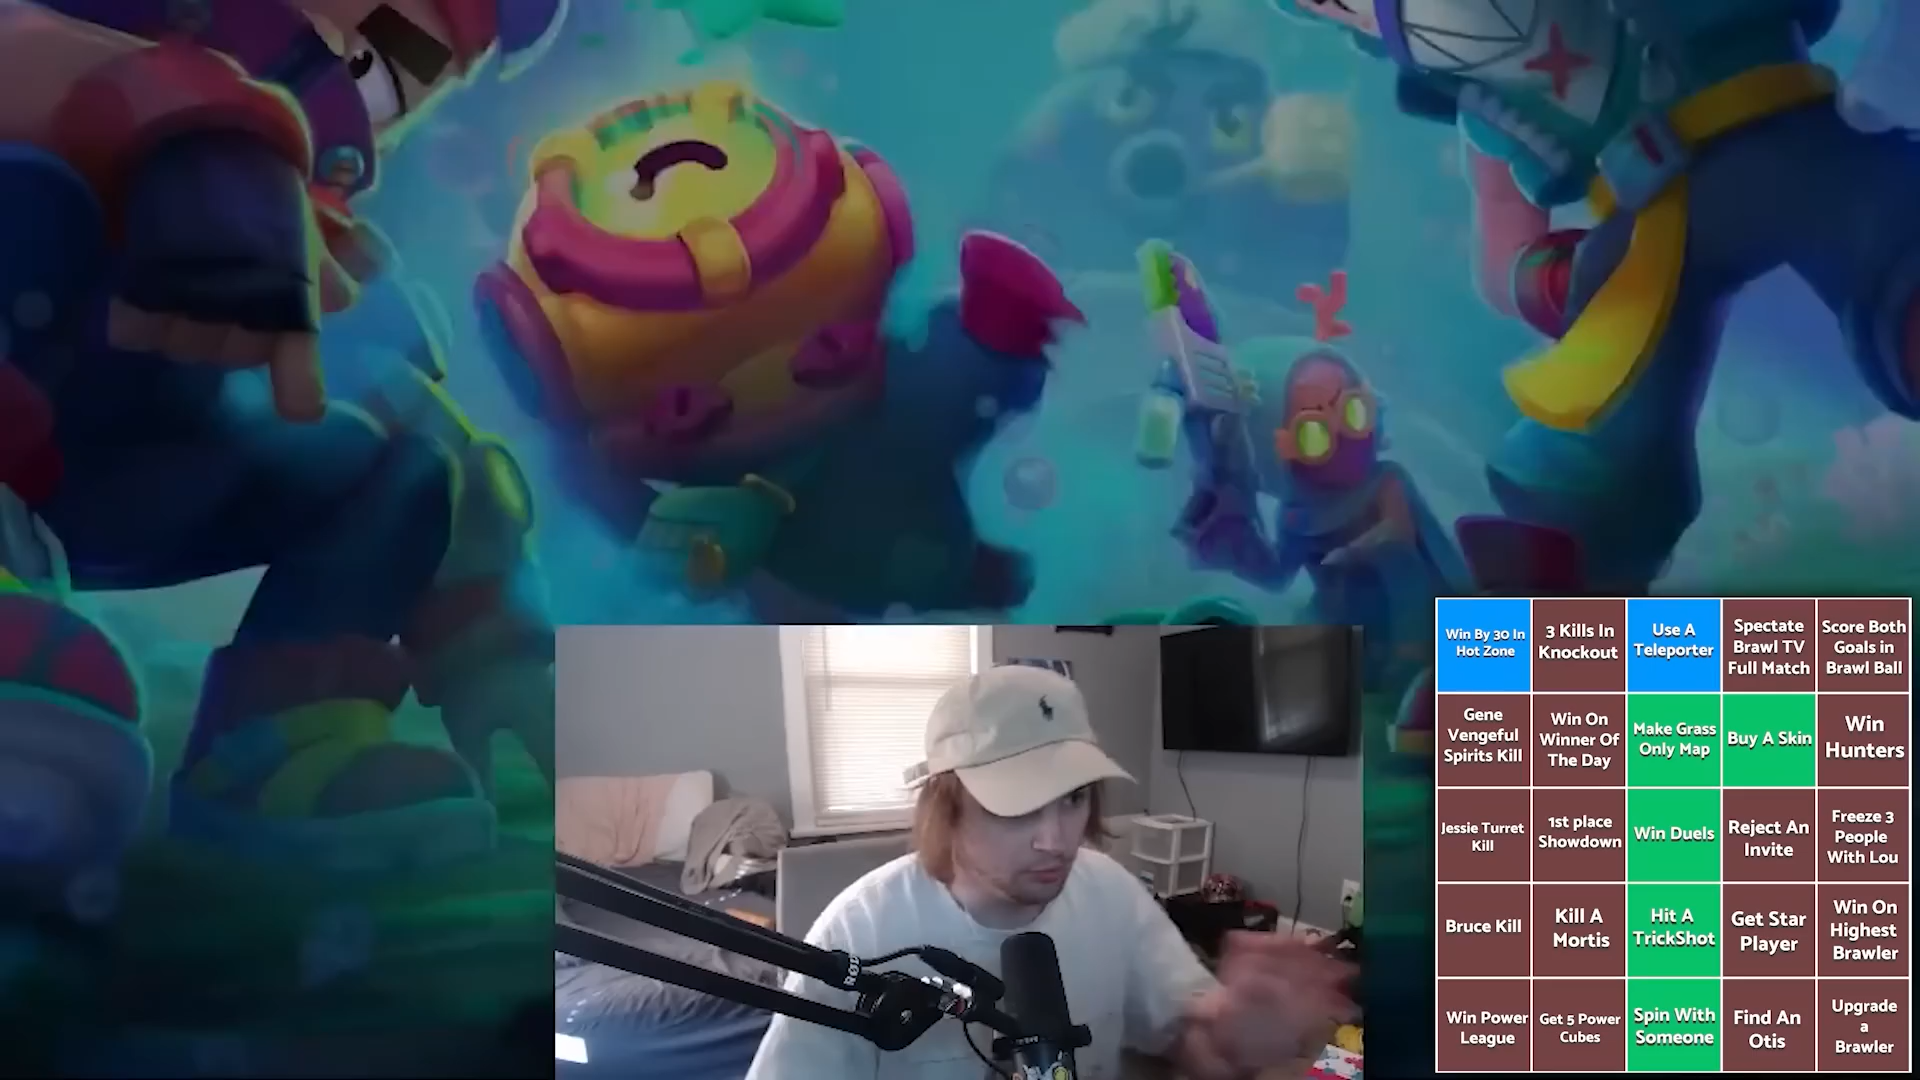 Win By 30 In
Hot Zone
3 Kills In
Knockout
Use A
Teleporter
Spectate
Brawl TV
Full Match
Score Both
Goals in
Brawl Ball
Gene
Vengeful
Spirits Kill
Win On
Winner Of
The Day
Make Grass
Only Map
Buy A Skin
Win
Hunters
Jessie Turret
Kill
1st place
Showdown
Win Duels
Reject An
Invite
Freeze 3
People
With Lou
Bruce Kill
Kill A
Mortis
Hit A
TrickShot
Get Star
Player
Win On
Highest
Brawler
Win Power
League
Get 5 Power
Cubes
Spin With
Someone
Find An
Otis
Upgrade
a
Brawler
RODE